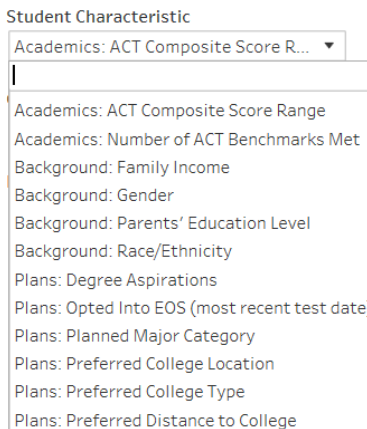 Student Characteristic
Academics: ACT Composite Score R...
Academics: ACT Composite Score Range
Academics: Number of ACT Benchmarks Met
Background: Family Income
Background: Gender
Background: Parents' Education Level
Background: Race/Ethnicity
Plans: Degree Aspirations
Plans: Opted Into EOS (most recent test date
Plans: Planned Major Category
Plans: Preferred College Location
Plans: Preferred College Type
Plans: Preferred Distance to College